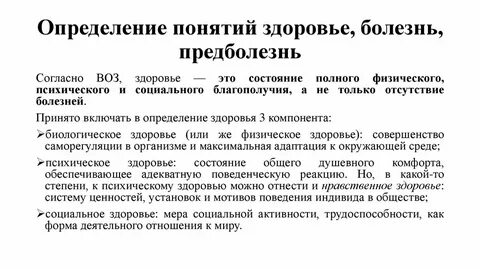 Определение понятий здоровье, болезнь,
предболезнь
Согласно ВОЗ, здоровье — это состояние полного физического,
психического и социального благополучия, а не только отсутствие
болезней.
Принято включать в определение здоровья 3 компонента:
➢биологическое здоровье (или же физическое здоровье): совершенство
саморегуляции в организме и максимальная адаптация к окружающей среде;
➢психическое здоровье: состояние общего душевного комфорта,
обеспечивающее адекватную поведенческую реакцию. Но, в какой-то
степени, к психическому здоровью можно отнести и нравственное здоровье:
систему ценностей, установок и мотивов поведения индивида в обществе;
➢социальное здоровье: мера социальной активности, трудоспособности, как
форма деятельного отношения к миру.